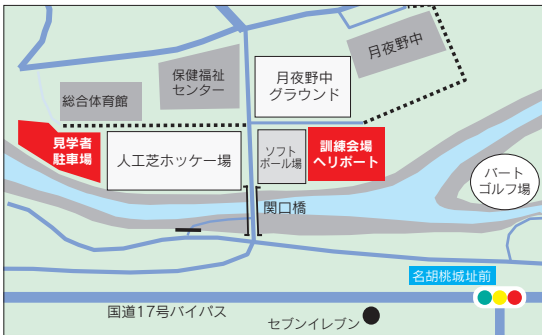 月夜野中
保健福祉
センター
月夜野中
グラウンド
総合体育館
見学者
駐車場
人工芝ホッケー場
ソフト
ボール場
訓練会場
ヘリポート
パート
ゴルフ場
関口橋
名胡桃城址前
国道17号バイパス
セブンイレブン